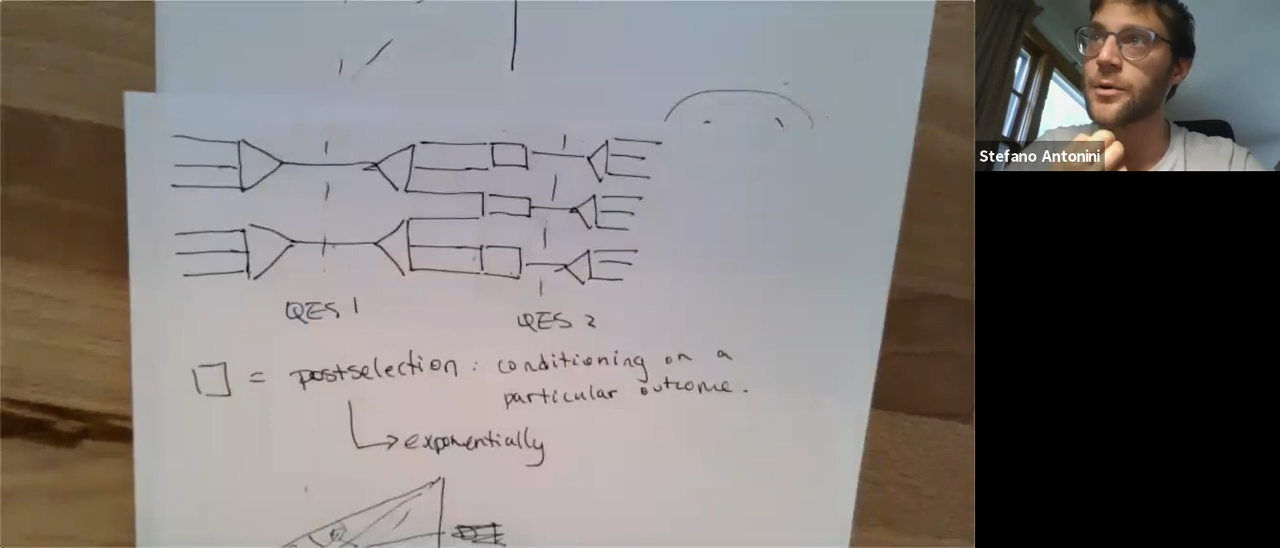 Stefano Antonini
QES 1
QES 2
□ = postselection : conditioning on a
particular outcome.
↳ exponentially